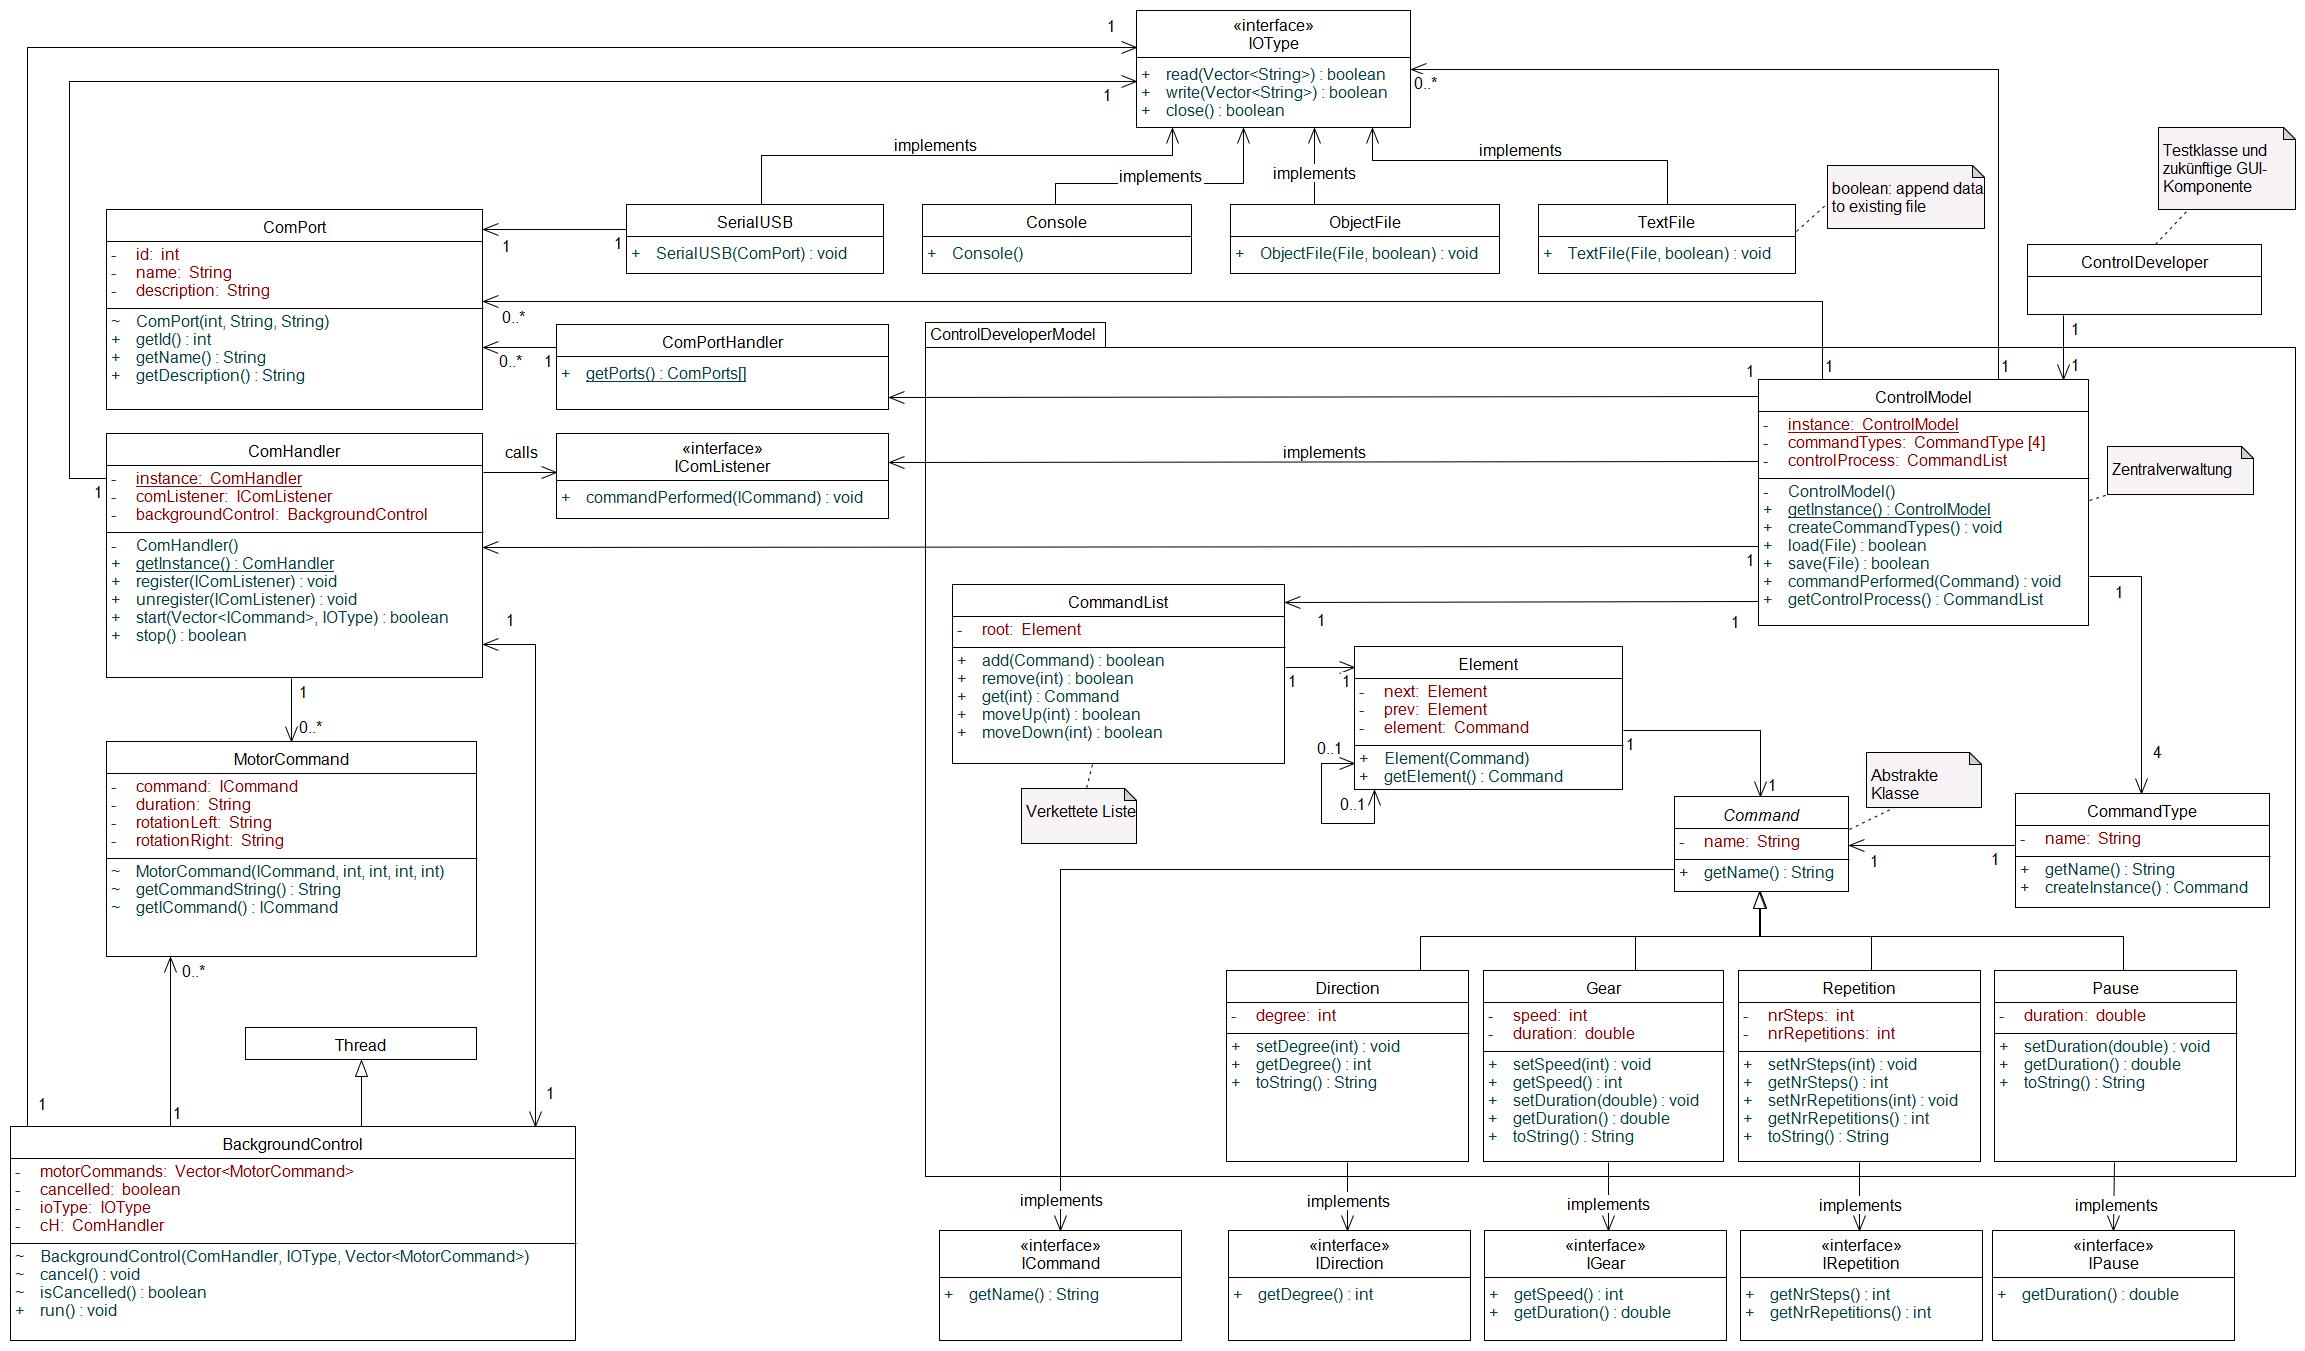 1
«interface»
IOType
+ read(Vector<String>) : boolean
+ write(Vector<String>) : boolean
+ close() : boolean
1
0..*
implements
implements
implements
implements
boolean: append data
to existing file
Testklasse und
zukünftige GUI-
Komponente
ComPort
- id: int
- name: String
- description: String
~ ComPort(int, String, String)
+ getId() : int
+ getName() : String
+ getDescription() : String
1
1
SerialUSB
+ SerialUSB(ComPort) : void
Console
+ Console()
ObjectFile
+ ObjectFile(File, boolean) : void
TextFile
+ TextFile(File, boolean) : void
ControlDeveloper
1
1
0..*
0..*
1
ComPortHandler
+ getPorts() : ComPorts[]
ControlDeveloperModel
1
1
1
ControlModel
- instance: ControlModel
- commandTypes: CommandType [4]
- controlProcess: CommandList
- ControlModel()
+ getInstance() : ControlModel
+ createCommandTypes() : void
+ load(File) : boolean
+ save(File) : boolean
+ commandPerformed(Command) : void
+ getControlProcess() : CommandList
Zentralverwaltung
ComHandler
- instance: ComHandler
- comListener: IComListener
- backgroundControl: BackgroundControl
- ComHandler()
+ getInstance() : ComHandler
+ register(IComListener) : void
+ unregister(IComListener) : void
+ start(Vector<ICommand>, IOType) : boolean
+ stop() : boolean
1
calls
«interface»
IComListener
+ commandPerformed(ICommand) : void
implements
1
1
1
1
1
4
CommandList
- root: Element
+ add(Command) : boolean
+ remove(int) : boolean
+ get(int) : Command
+ moveUp(int) : boolean
+ moveDown(int) : boolean
Verkettete Liste
1
1
Element
- next: Element
- prev: Element
- element: Command
+ Element(Command)
+ getElement() : Command
0..1
0..1
1
1
Abstrakte
Klasse
Command
- name: String
+ getName() : String
1
1
CommandType
- name: String
+ getName() : String
+ createInstance() : Command
1
0..*
MotorCommand
- command: ICommand
- duration: String
- rotationLeft: String
- rotationRight: String
~ MotorCommand(ICommand, int, int, int, int)
~ getCommandString() : String
~ getICommand() : ICommand
0..*
Thread
1
1
1
BackgroundControl
- motorCommands: Vector<MotorCommand>
- cancelled: boolean
- ioType: IOType
- cH: ComHandler
~ BackgroundControl(ComHandler, IOType, Vector<MotorCommand>)
~ cancel() : void
~ isCancelled() : boolean
+ run() : void
Direction
- degree: int
+ setDegree(int) : void
+ getDegree() : int
+ toString() : String
Gear
- speed: int
- duration: double
+ setSpeed(int) : void
+ getSpeed() : int
+ setDuration(double) : void
+ getDuration() : double
+ toString() : String
Repetition
- nrSteps: int
- nrRepetitions: int
+ setNrSteps(int) : void
+ getNrSteps() : int
+ setNrRepetitions(int) : void
+ getNrRepetitions() : int
+ toString() : String
Pause
- duration: double
+ setDuration(double) : void
+ getDuration() : double
+ toString() : String
implements
implements
implements
implements
implements
«interface»
ICommand
+ getName() : String
«interface»
IDirection
+ getDegree() : int
«interface»
IGear
+ getSpeed() : int
+ getDuration() : double
«interface»
IRepetition
+ getNrSteps() : int
+ getNrRepetitions() : int
«interface»
IPause
+ getDuration() : double